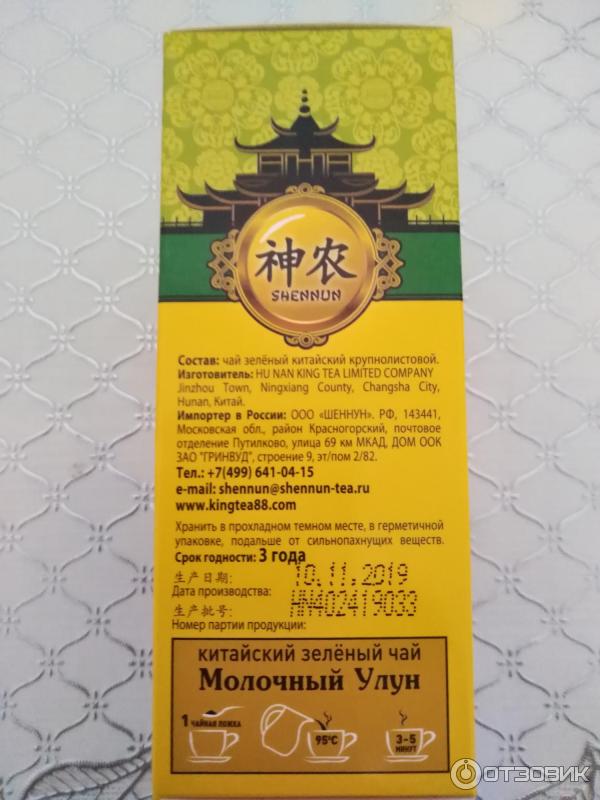 神农
SHENNUN
Состав: чай зелёный китайский крупнолистовой.
Изготовитель: HU NAN KING TEA LIMITED COMPANY
Jinzhou Town, Ningxiang County, Changsha City,
Hunan, Китай.
Импортер в России: ООО «ШЕННУН». РФ, 143441,
Московская обл., район Красногорский, почтовое
отделение Путилково, улица 69 км МКАД, ДОМ ООК
ЗАО "ГРИНВУД", строение 9, эт/пом 2/82.
Тел.: +7(499) 641-04-15
e-mail: shennun@shennun-tea.ru
www.kingtea88.com
Хранить в прохладном темном месте, в герметичной
упаковке, подальше от сильнопахнущих веществ.
Срок годности: 3 года
生产日期: 10.11.2019
Дата производства:
生产批号: HN402419033
Номер партии продукции:
китайский зелёный чай
Молочный Улун
1 ЧАЙНАЯ ЛОЖКА 95°C 3-5 МИНУТ
ОТЗОВИК